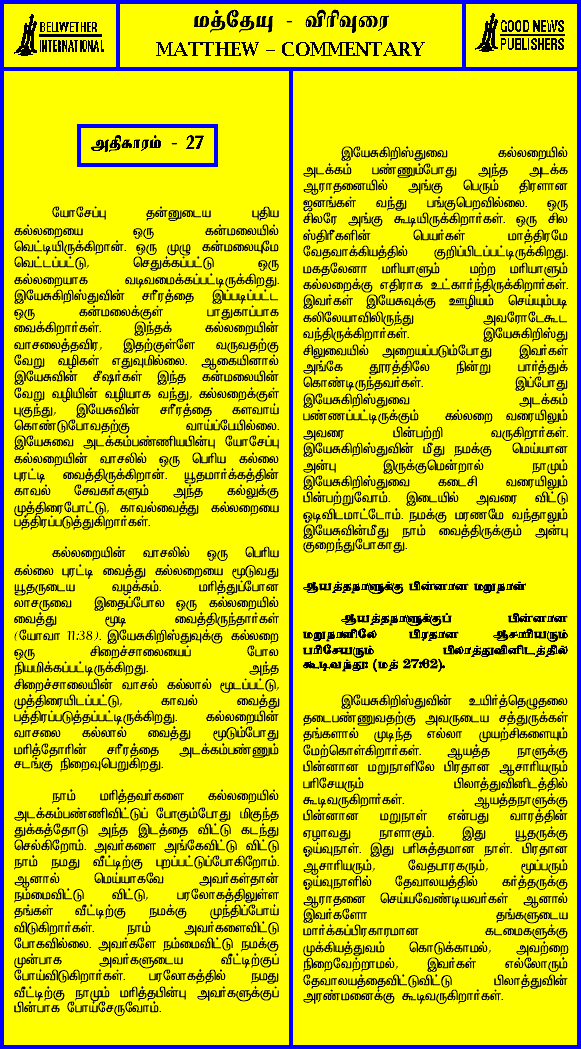 BELLWETHER
INTERNATIONAL
மத்தேயு - விரிவுரை
MATTHEW – COMMENTARY
GOOD NEWS
PUBLISHERS
அதிகாரம் - 27
யோசேப்பு தன்னுடைய புதிய
கல்லறையை ஒரு கன்மலையில்
வெட்டியிருக்கிறான். ஒரு முழு கன்மலையுமே
வெட்டப்பட்டு, செதுக்கப்பட்டு ஒரு
கல்லறையாக வடிவமைக்கப்பட்டிருக்கிறது.
இயேசுகிறிஸ்துவின் சரீரத்தை இப்படிப்பட்ட
ஒரு கன்மலைக்குள் பாதுகாப்பாக
வைக்கிறார்கள். இந்தக் கல்லறையின்
வாசலைத்தவிர, இதற்குள்ளே வருவதற்கு
வேறு வழிகள் எதுவுமில்லை. ஆகையினால்
இயேசுவின் சீஷர்கள் இந்த கன்மலையின்
வேறு வழியின் வழியாக வந்து, கல்லறைக்குள்
புகுந்து, இயேசுவின் சரீரத்தை களவாய்
கொண்டுபோவதற்கு வாய்ப்பேயில்லை.
இயேசுவை அடக்கம்பண்ணியபின்பு யோசேப்பு
கல்லறையின் வாசலில் ஒரு பெரிய கல்லை
புரட்டி வைத்திருக்கிறான். யூதமார்க்கத்தின்
காவல் சேவகர்களும் அந்த கல்லுக்கு
முத்திரைபோட்டு, காவல்வைத்து கல்லறையை
பத்திரப்படுத்துகிறார்கள்.
கல்லறையின் வாசலில் ஒரு பெரிய
கல்லை புரட்டி வைத்து கல்லறையை மூடுவது
யூதருடைய வழக்கம். மரித்துப்போன
லாசருவை இதைப்போல ஒரு கல்லறையில்
வைத்து மூடி வைத்திருந்தார்கள்
(யோவா 11:38). இயேசுகிறிஸ்துவுக்கு கல்லறை
ஒரு சிறைச்சாலையைப் போல
நியமிக்கப்பட்டிருக்கிறது. அந்த
சிறைச்சாலையின் வாசல் கல்லால் மூடப்பட்டு,
முத்திரையிடப்பட்டு, காவல் வைத்து
பத்திரப்படுத்தப்பட்டிருக்கிறது. கல்லறையின்
வாசலை கல்லால் வைத்து மூடும்போது
மரித்தோரின் சரீரத்தை அடக்கம்பண்ணும்
சடங்கு நிறைவுபெறுகிறது.
நாம் மரித்தவர்களை கல்லறையில்
அடக்கம்பண்ணிவிட்டுப் போகும்போது மிகுந்த
துக்கத்தோடு அந்த இடத்தை விட்டு கடந்து
செல்கிறோம். அவர்களை அங்கேவிட்டு விட்டு
நாம் நமது வீட்டிற்கு புறப்பட்டுப்போகிறோம்.
ஆனால் மெய்யாகவே அவர்கள்தான்
நம்மைவிட்டு விட்டு, பரலோகத்திலுள்ள
தங்கள் வீட்டிற்கு நமக்கு முந்திப்போய்
விடுகிறார்கள். நாம் அவர்களைவிட்டு
போகவில்லை. அவர்களே நம்மைவிட்டு நமக்கு
முன்பாக அவர்களுடைய வீட்டிற்குப்
போய்விடுகிறார்கள். பரலோகத்தில் நமது
வீட்டிற்கு நாமும் மரித்தபின்பு அவர்களுக்குப்
பின்பாக போய்சேருவோம்.
இயேசுகிறிஸ்துவை கல்லறையில்
அடக்கம் பண்ணும்போது அந்த அடக்க
ஆராதனையில் அங்கு பெரும் திரளான
ஜனங்கள் வந்து பங்குபெறவில்லை. ஒரு
சிலரே அங்கு கூடியிருக்கிறார்கள். ஒரு சில
ஸ்திரீகளின் பெயர்கள் மாத்திரமே
வேதவாக்கியத்தில் குறிப்பிடப்பட்டிருக்கிறது.
மகதலேனா மரியாளும் மற்ற மரியாளும்
கல்லறைக்கு எதிராக உட்கார்ந்திருக்கிறார்கள்.
இவர்கள் இயேசுவுக்கு ஊழியம் செய்யும்படி
கலிலேயாவிலிருந்து அவரோடேகூட
வந்திருக்கிறார்கள். இயேசுகிறிஸ்து
சிலுவையில் அறையப்படும்போது இவர்கள்
அங்கே தூரத்திலே நின்று பார்த்துக்
கொண்டிருந்தவர்கள். இப்போது
இயேசுகிறிஸ்துவை அடக்கம்
பண்ணப்பட்டிருக்கும் கல்லறை வரையிலும்
அவரை பின்பற்றி வருகிறார்கள்.
இயேசுகிறிஸ்துவின் மீது நமக்கு மெய்யான
அன்பு இருக்குமென்றால் நாமும்
இயேசுகிறிஸ்துவை கடைசி வரையிலும்
பின்பற்றுவோம். இடையில் அவரை விட்டு
ஓடிவிடமாட்டோம். நமக்கு மரணமே வந்தாலும்
இயேசுவின்மீது நாம் வைத்திருக்கும் அன்பு
குறைந்துபோகாது.
ஆயத்தநாளுக்கு பின்னான மறுநாள்
ஆயத்தநாளுக்குப் பின்னான
மறுநாளிலே பிரதான ஆசாரியரும்
பரிசேயரும் பிலாத்துவினிடத்தில்
கூடிவந்து: (மத் 27:62).
இயேசுகிறிஸ்துவின் உயிர்த்தெழுதலை
தடைபண்ணுவதற்கு அவருடைய சத்துருக்கள்
தங்களால் முடிந்த எல்லா முயற்சிகளையும்
மேற்கொள்கிறார்கள். ஆயத்த நாளுக்கு
பின்னான மறுநாளிலே பிரதான ஆசாரியரும்
பரிசேயரும் பிலாத்துவினிடத்தில்
கூடிவருகிறார்கள். ஆயத்தநாளுக்கு
பின்னான மறுநாள் என்பது வாரத்தின்
ஏழாவது நாளாகும். இது யூதருக்கு
ஓய்வுநாள். இது பரிசுத்தமான நாள். பிரதான
ஆசாரியரும், வேதபாரகரும், மூப்பரும்
ஓய்வுநாளில் தேவாலயத்தில் கர்த்தருக்கு
ஆராதனை செய்யவேண்டியவர்கள் ஆனால்
இவர்களோ தங்களுடைய
மார்க்கப்பிரகாரமான கடமைகளுக்கு
முக்கியத்துவம் கொடுக்காமல், அவற்றை
நிறைவேற்றாமல், இவர்கள் எல்லோரும்
தேவாலயத்தைவிட்டுவிட்டு பிலாத்துவின்
அரண்மனைக்கு கூடிவருகிறார்கள்.